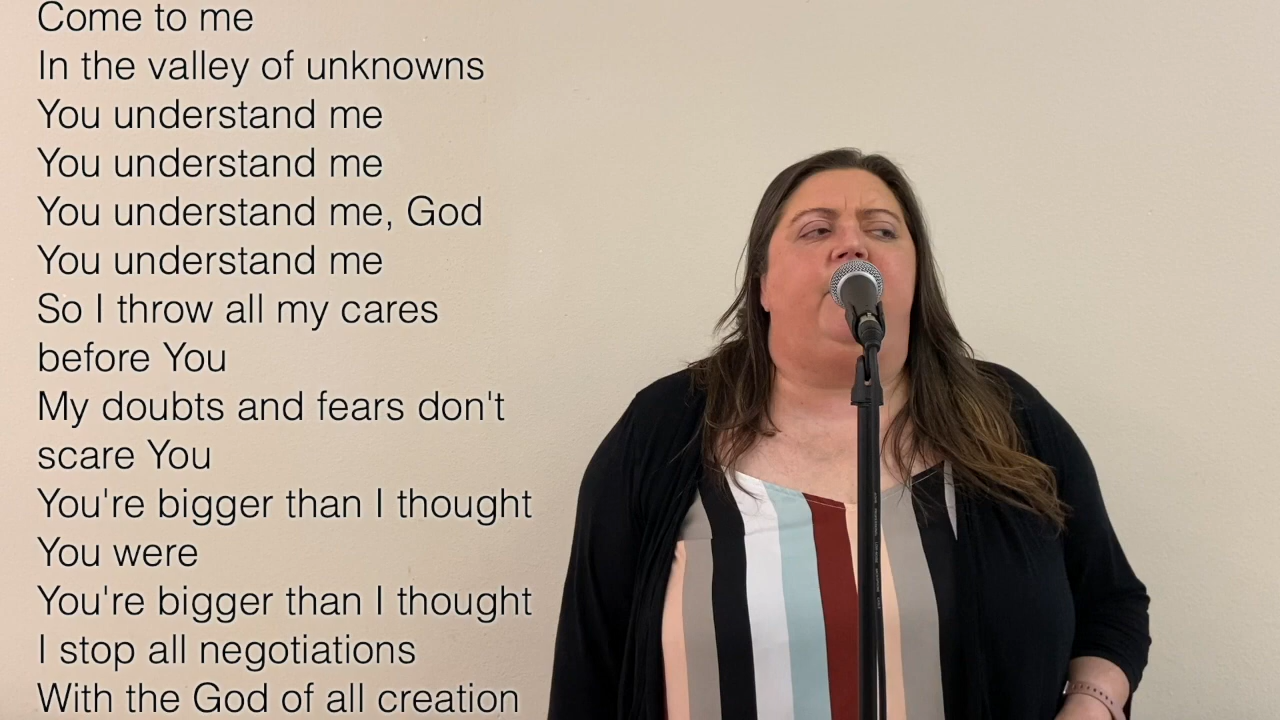 Come to me
In the valley of unknowns
You understand me
You understand me
You understand me, God
You understand me
So I throw all my cares
before You
My doubts and fears don't
scare You
You're bigger than I thought
You were
You're bigger than I thought
I stop all negotiations
With the God of all creation